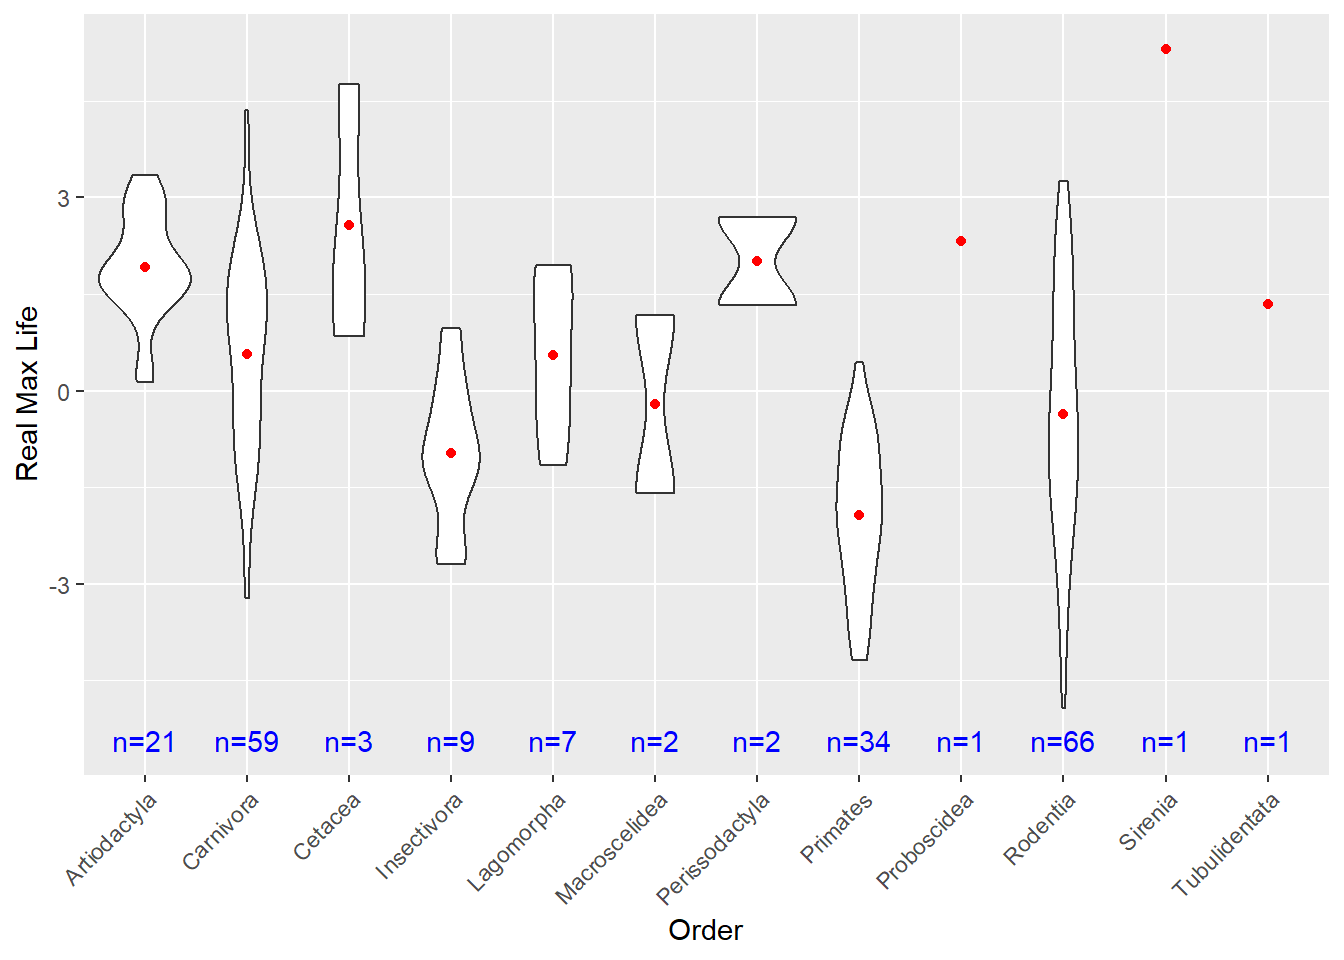 Real Max Life
3
0
-3
n=21 n=59 n=3 n=9 n=7 n=2 n=2 n=34 n=1 n=66 n=1 n=1
Artiodactyla Carnivora Cetacea Insectivora Lagomorpha Macroscelidea Perissodactyla Primates Proboscidea Rodentia Sirenia Tubulidentata
Order